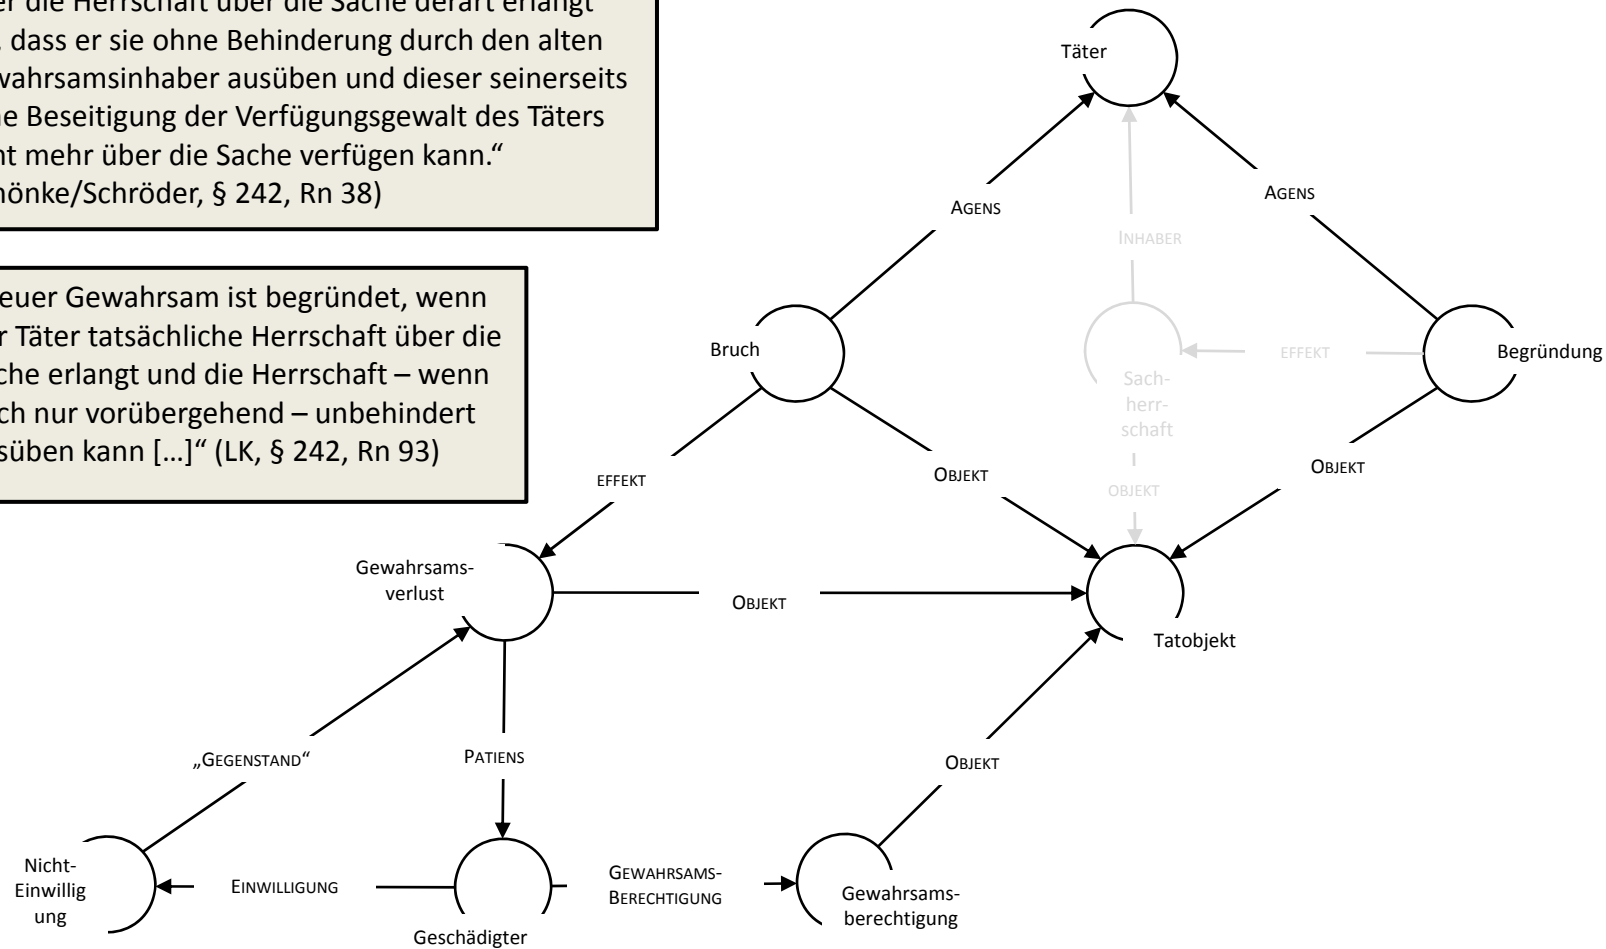 er die Herrschaft über die Sache derart erlangt
dass er sie ohne Behinderung durch den alten
wahrsamsinhaber ausüben und dieser seinerseits
ne Beseitigung der Verfügungsgewalt des Täters
ht mehr über die Sache verfügen kann.“
hönke/Schröder, § 242, Rn 38)
euer Gewahrsam ist begründet, wenn
r Täter tatsächliche Herrschaft über die
che erlangt und die Herrschaft – wenn
ch nur vorübergehend – unbehindert
süben kann [...]“ (LK, § 242, Rn 93)
Täter
AGENS
AGENS
INHABER
Bruch
EFFEKT
Begründung
Sach-
herr-
schaft
EFFEKT
OBJEKT
OBJEKT
OBJEKT
Gewahrsams-
verlust
OBJEKT
Tatobjekt
„GEGENSTAND“
PATIENS
OBJEKT
Nicht-
Einwillig
ung
EINWILLIGUNG
Geschädigter
GEWAHRSAMS-
BERECHTIGUNG
Gewahrsams-
berechtigung